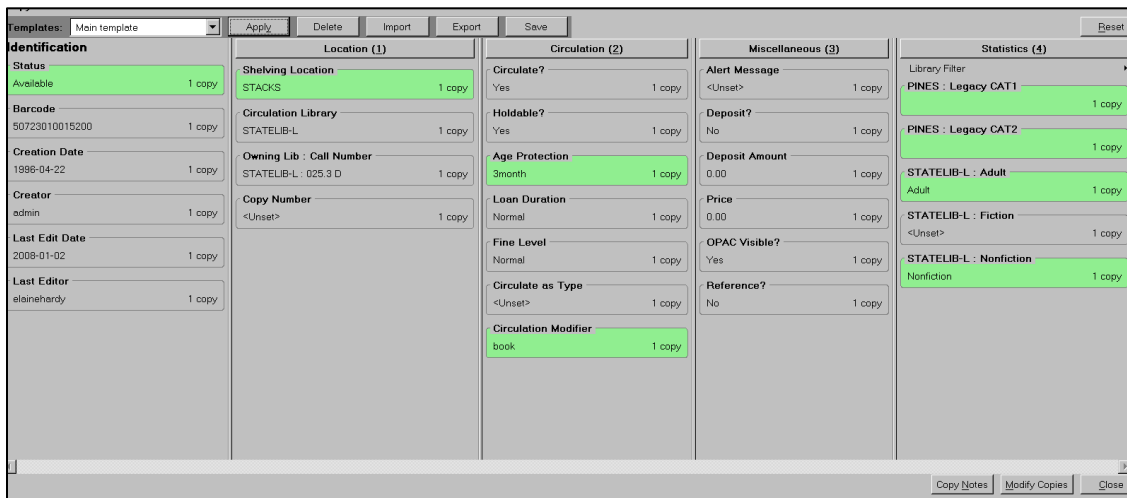 Templates: Main template Apply Delete Import Export Save Reset
Identification
Status
Available 1 copy
Barcode
50723010015200 1 copy
Creation Date
1996-04-22 1 copy
Creator
admin 1 copy
Last Edit Date
2008-01-02 1 copy
Last Editor
elainehardy 1 copy
Location (1)
Shelving Location
STACKS 1 copy
Circulation Library
STATELIB-L 1 copy
Owning Lib : Call Number
STATELIB-L : 025.3 D 1 copy
Copy Number
<Unset> 1 copy
Circulation (2)
Circulate?
Yes 1 copy
Holdable?
Yes 1 copy
Age Protection
3month 1 copy
Loan Duration
Normal 1 copy
Fine Level
Normal 1 copy
Circulate as Type
<Unset> 1 copy
Circulation Modifier
book 1 copy
Miscellaneous (3)
Alert Message
<Unset> 1 copy
Deposit?
No 1 copy
Deposit Amount
0.00 1 copy
Price
0.00 1 copy
OPAC Visible?
Yes 1 copy
Reference?
No 1 copy
Statistics (4)
Library Filter
PINES : Legacy CAT1
1 copy
PINES : Legacy CAT2
1 copy
STATELIB-L : Adult
Adult 1 copy
STATELIB-L : Fiction
<Unset> 1 copy
STATELIB-L : Nonfiction
Nonfiction 1 copy
Copy Notes Modify Copies Close